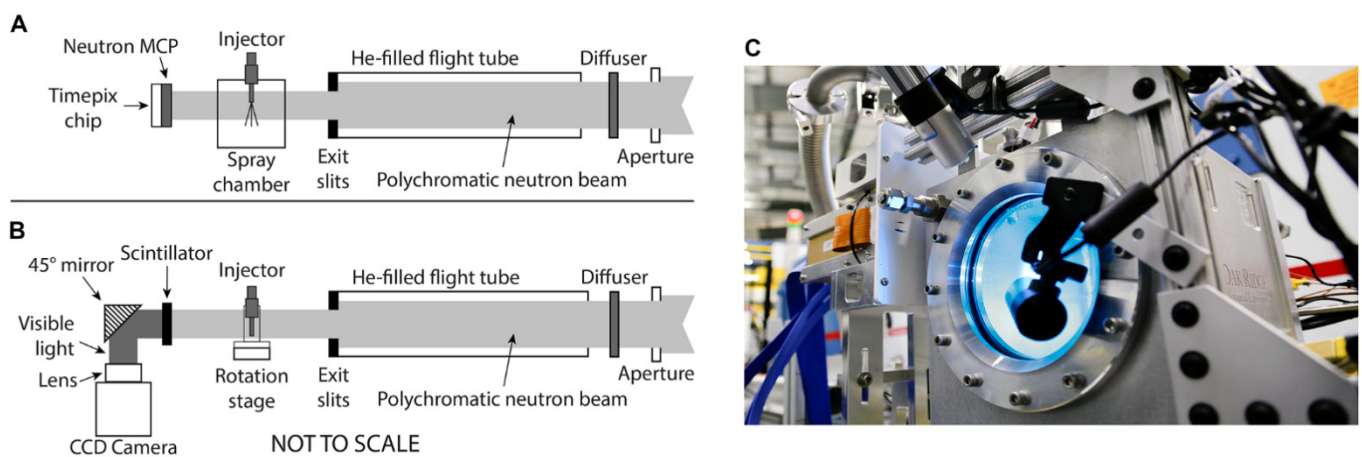 A
Neutron MCP
Injector
He-filled flight tube
Diffuser
Timepix
chip
Spray
chamber
Exit
slits
Polychromatic neutron beam
Aperture
B
45° mirror
Scintillator
Injector
He-filled flight tube
Diffuser
Visible
light
Lens
Rotation
stage
Exit
slits
Polychromatic neutron beam
Aperture
CCD Camera
NOT TO SCALE
C
OAK RIDGE